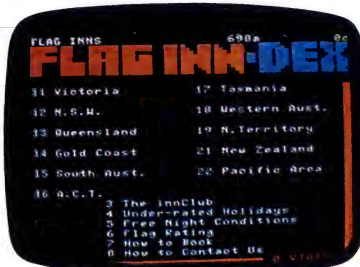 FLAG INNS 690a 0c
FLAG INN-DEX
11 Victoria 17 Tasmania
12 N.S.W. 18 Western Aust.
13 Queensland 19 N.Territory
14 Gold Coast 21 New Zealand
15 South Aust. 22 Pacific Area
16 A.C.T.
3 The innClub
4 Under-rated Holidays
5 Free Night Conditions
6 Flag Rating
7 How to Book
8 How to Contact Us
0